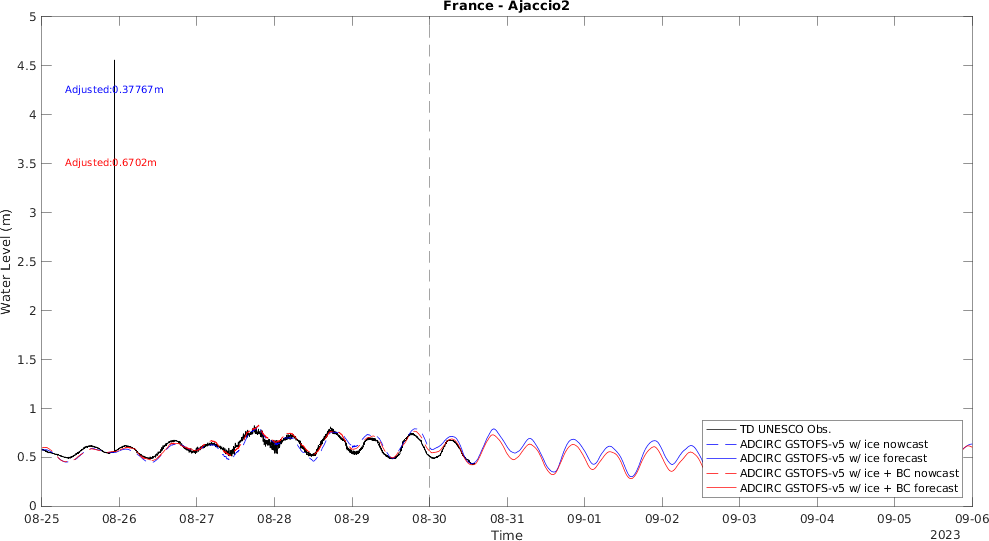 France - Ajaccio2
5
4.5
4
3.5
3
2.5
2
1.5
1
0.5
0
Water Level (m)
Adjusted:0.37767m
Adjusted:0.6702m
TD UNESCO Obs.
ADCIRC GSTOFS-v5 w/ ice nowcast
ADCIRC GSTOFS-v5 w/ ice forecast
ADCIRC GSTOFS-v5 w/ ice + BC nowcast
ADCIRC GSTOFS-v5 w/ ice + BC forecast
08-25 08-26 08-27 08-28 08-29 08-30 08-31 09-01 09-02 09-03 09-04 09-05 09-06
Time
2023